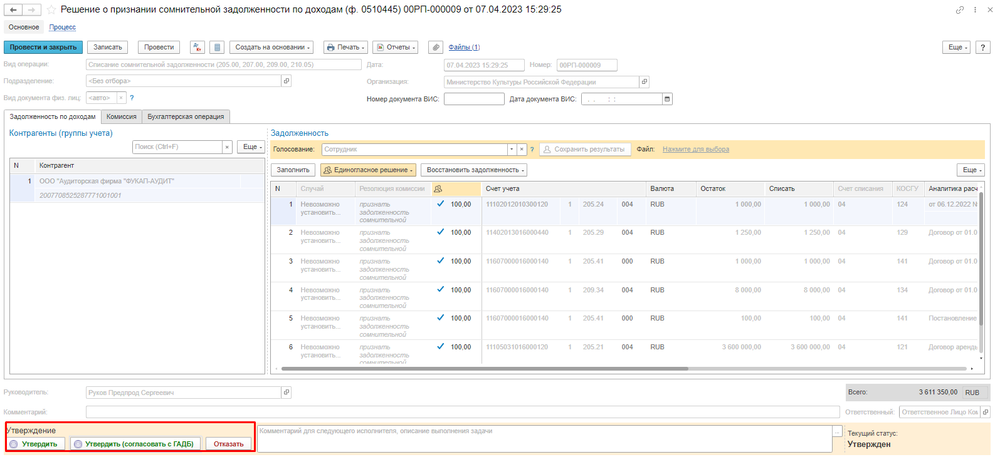 Решение о признании сомнительной задолженности по доходам (ф. 0510445) 00РП-000009 от 07.04.2023 15:29:25
Основное Процесс
Провести и закрыть Записать Провести Дт Кт Создать на основании Печать Отчеты Файлы (1) Еще ?
Вид операции: Списание сомнительной задолженности (205.00, 207.00, 209.00, 210.05) Дата: 07.04.2023 15:29:25 Номер: 00РП-000009
Подразделение: <Без отбора> Организация: Министерство Культуры Российской Федерации
Вид документа физ. лиц: <авто> × ? Номер документа ВИС: Дата документа ВИС: . . : :
Задолженность по доходам Комиссия Бухгалтерская операция
Контрагенты (группы учета)
Поиск (Ctrl+F) × Еще
N Контрагент
1 ООО "Аудиторская фирма "ФУКАП-АУДИТ"
2007708525287771001001
Задолженность
Голосование: Сотрудник × ? Сохранить результаты Файл: Нажмите для выбора
Заполнить Единогласное решение Восстановить задолженность Еще
N Случай Резолюция комиссии Счет учета Валюта Остаток Списать Счет списания КОСГУ Аналитика расч
1 Невозможно установить... признать задолженность сомнительной 100,00 11102012010300120 1 205.24 004 RUB 1 000,00 1 000,00 04 124 от 06.12.2022 №
2 Невозможно установить... признать задолженность сомнительной 100,00 11402013016000440 1 205.29 004 RUB 1 250,00 1 250,00 04 129 Договор от 01.0
3 Невозможно установить... признать задолженность сомнительной 100,00 11607000016000140 1 205.41 000 RUB 1 000,00 1 000,00 04 141 Договор от 01.0
4 Невозможно установить... признать задолженность сомнительной 100,00 11607000016000140 1 209.34 004 RUB 8 000,00 8 000,00 04 134 Договор от 01.0
5 Невозможно установить... признать задолженность сомнительной 100,00 11607000016000140 1 205.41 000 RUB 100,00 100,00 04 141 Постановление
6 Невозможно установить... признать задолженность сомнительной 100,00 11105031016000120 1 205.21 004 RUB 3 600 000,00 3 600 000,00 04 121 Договор аренды
Руководитель: Руков Предпрод Сергеевич Всего: 3 611 350,00 RUB
Комментарий: Ответственный: Ответственное Лицо Ком
Утверждение
Утвердить Утвердить (согласовать с ГАДБ) Отказать
Комментарий для следующего исполнителя, описание выполнения задачи ...
Текущий статус:
Утвержден